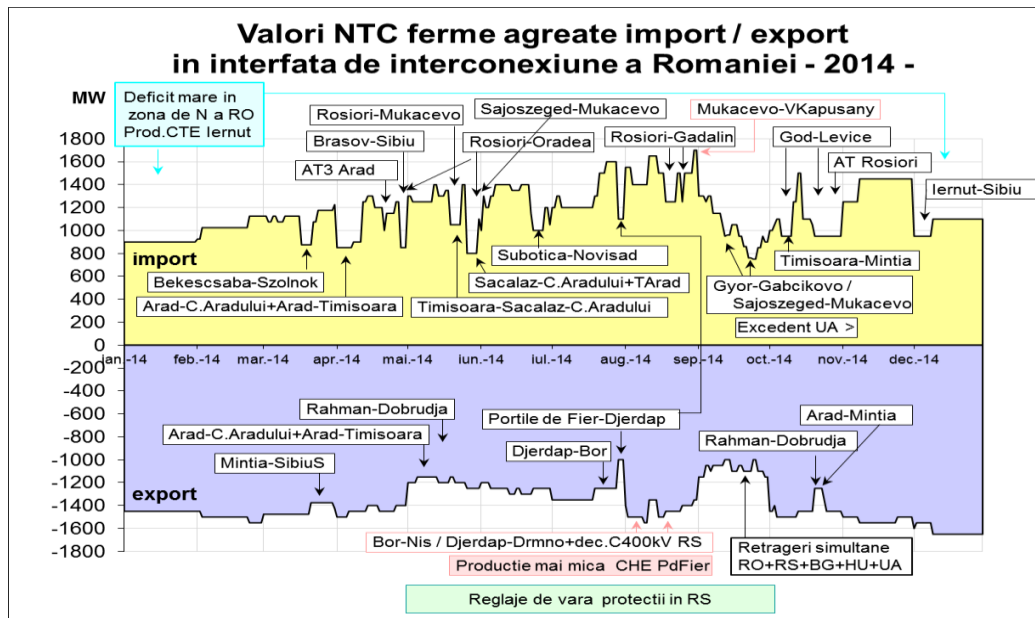 Valori NTC ferme agreate import / export
in interfata de interconexiune a Romaniei - 2014 -
MW
Deficit mare in
zona de N a RO
Prod.CTE Iernut
Rosiori-Mukacevo
Sajoszeged-Mukacevo
Mukacevo-VKapusany
Brasov-Sibiu
Rosiori-Oradea
Rosiori-Gadalin
God-Levice
AT3 Arad
AT Rosiori
Iernut-Sibiu
1800
1600
1400
1200
1000
800
600
400
200
0
-200
-400
-600
-800
-1000
-1200
-1400
-1600
-1800
import
Bekescsaba-Szolnok
Subotica-Novisad
Timisoara-Mintia
Sacalaz-C.Aradului+TArad
Arad-C.Aradului+Arad-Timisoara
Timisoara-Sacalaz-C.Aradului
Gyor-Gabcikovo /
Sajoszeged-Mukacevo
Excedent UA >
ian.-14 feb.-14 mar.-14 apr.-14 mai.-14 iun.-14 iul.-14 aug.-14 sep.-14 oct.-14 nov.-14 dec.-14
Rahman-Dobrudja
Portile de Fier-Djerdap
Arad-Mintia
Arad-C.Aradului+Arad-Timisoara
Djerdap-Bor
Rahman-Dobrudja
Mintia-SibiuS
export
Bor-Nis / Djerdap-Drmno+dec.C400kV RS
Productie mai mica CHE PdFier
Retrageri simultane
RO+RS+BG+HU+UA
Reglaje de vara protectii in RS